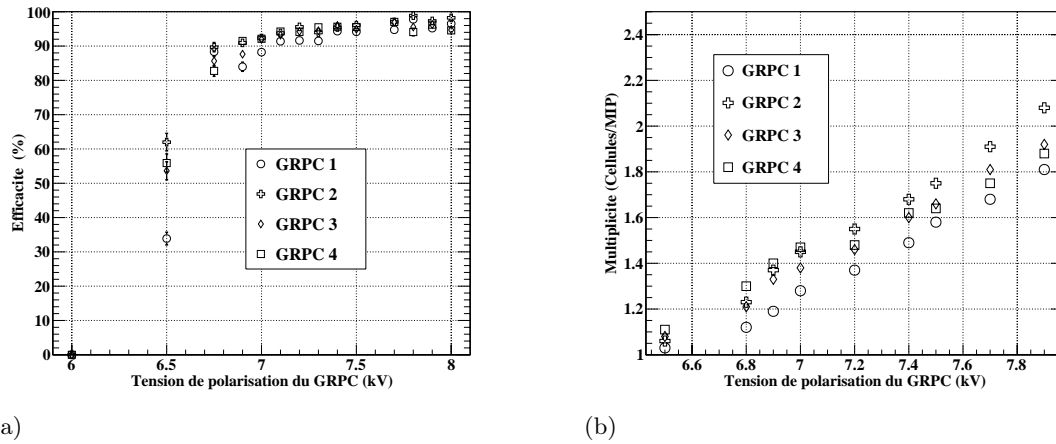 Efficacite (%)
100
90
80
70
60
50
40
30
20
10
0
GRPC 1
GRPC 2
GRPC 3
GRPC 4
6
6.5
7
7.5
8
Tension de polarisation du GRPC (kV)
a)
Multiplicite (Cellules/MIP)
2.4
2.2
2
1.8
1.6
1.4
1.2
1
GRPC 1
GRPC 2
GRPC 3
GRPC 4
6.6
6.8
7
7.2
7.4
7.6
7.8
Tension de polarisation du GRPC (kV)
(b)